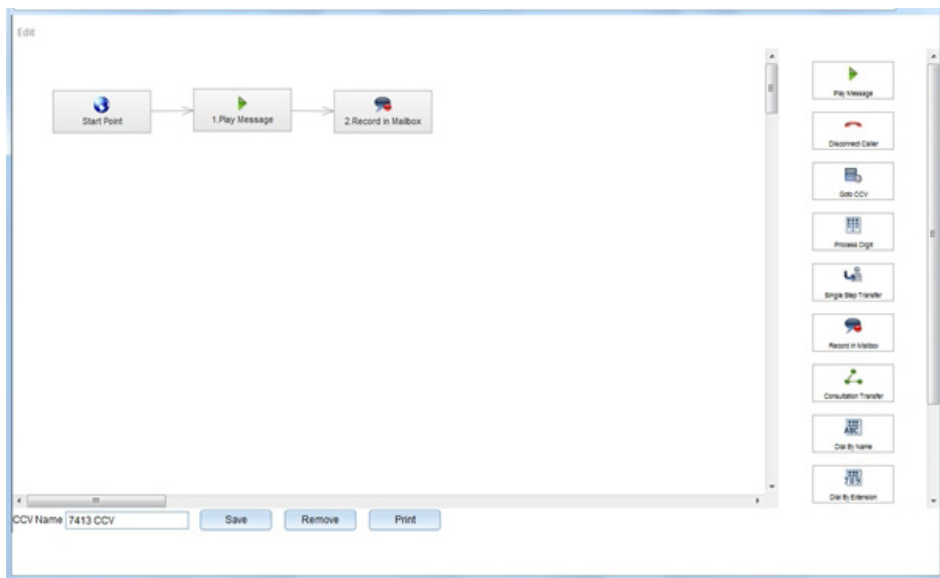 Edit
Start Point
1.Play Message
2.Record in Mailbox
Play Message
Disconnect Caller
Goto CCV
Process Digit
Single Step Transfer
Record in Mailbox
Consultation Transfer
ABC
Dial By Name
789
Dial By Extension
CCV Name 7413 CCV Save Remove Print